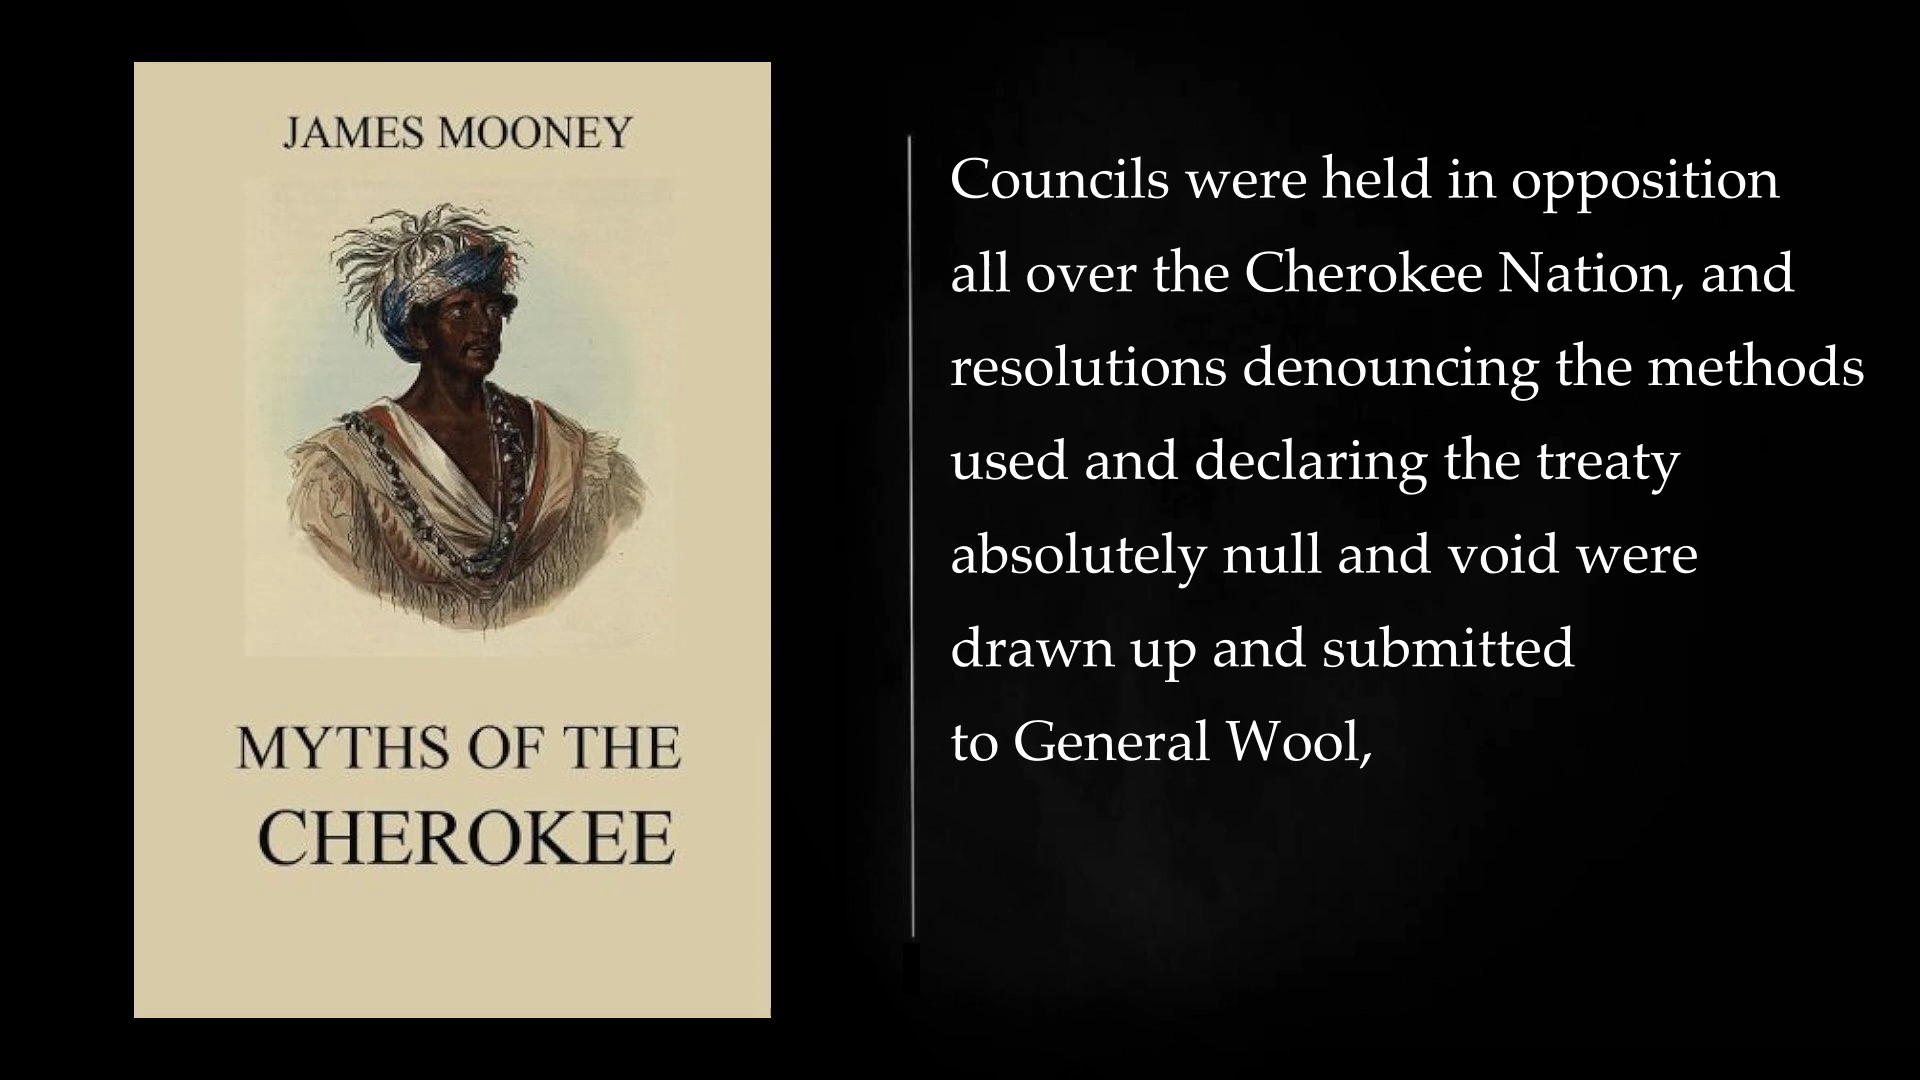 JAMES MOONEY
MYTHS OF THE
CHEROKEE
Councils were held in opposition
all over the Cherokee Nation, and
resolutions denouncing the methods
used and declaring the treaty
absolutely null and void were
drawn up and submitted
to General Wool,